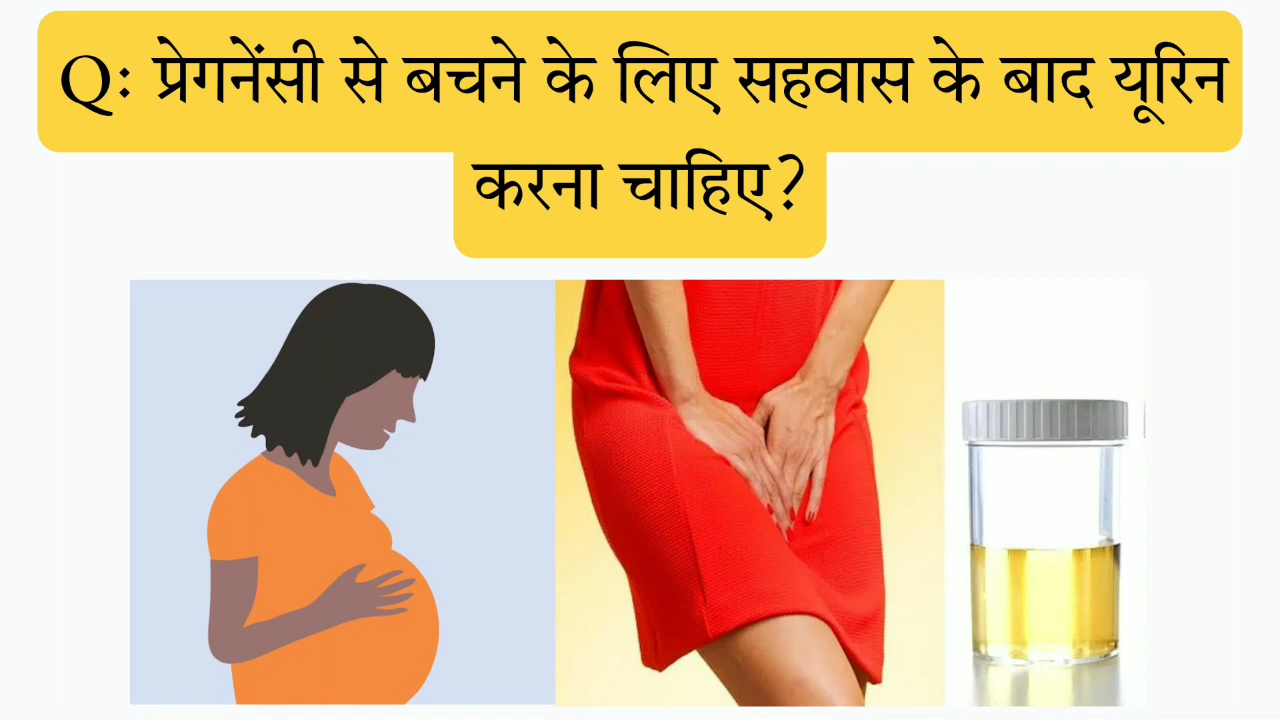 Q: प्रेगनेंसी से बचने के लिए सहवास के बाद यूरिन
करना चाहिए?